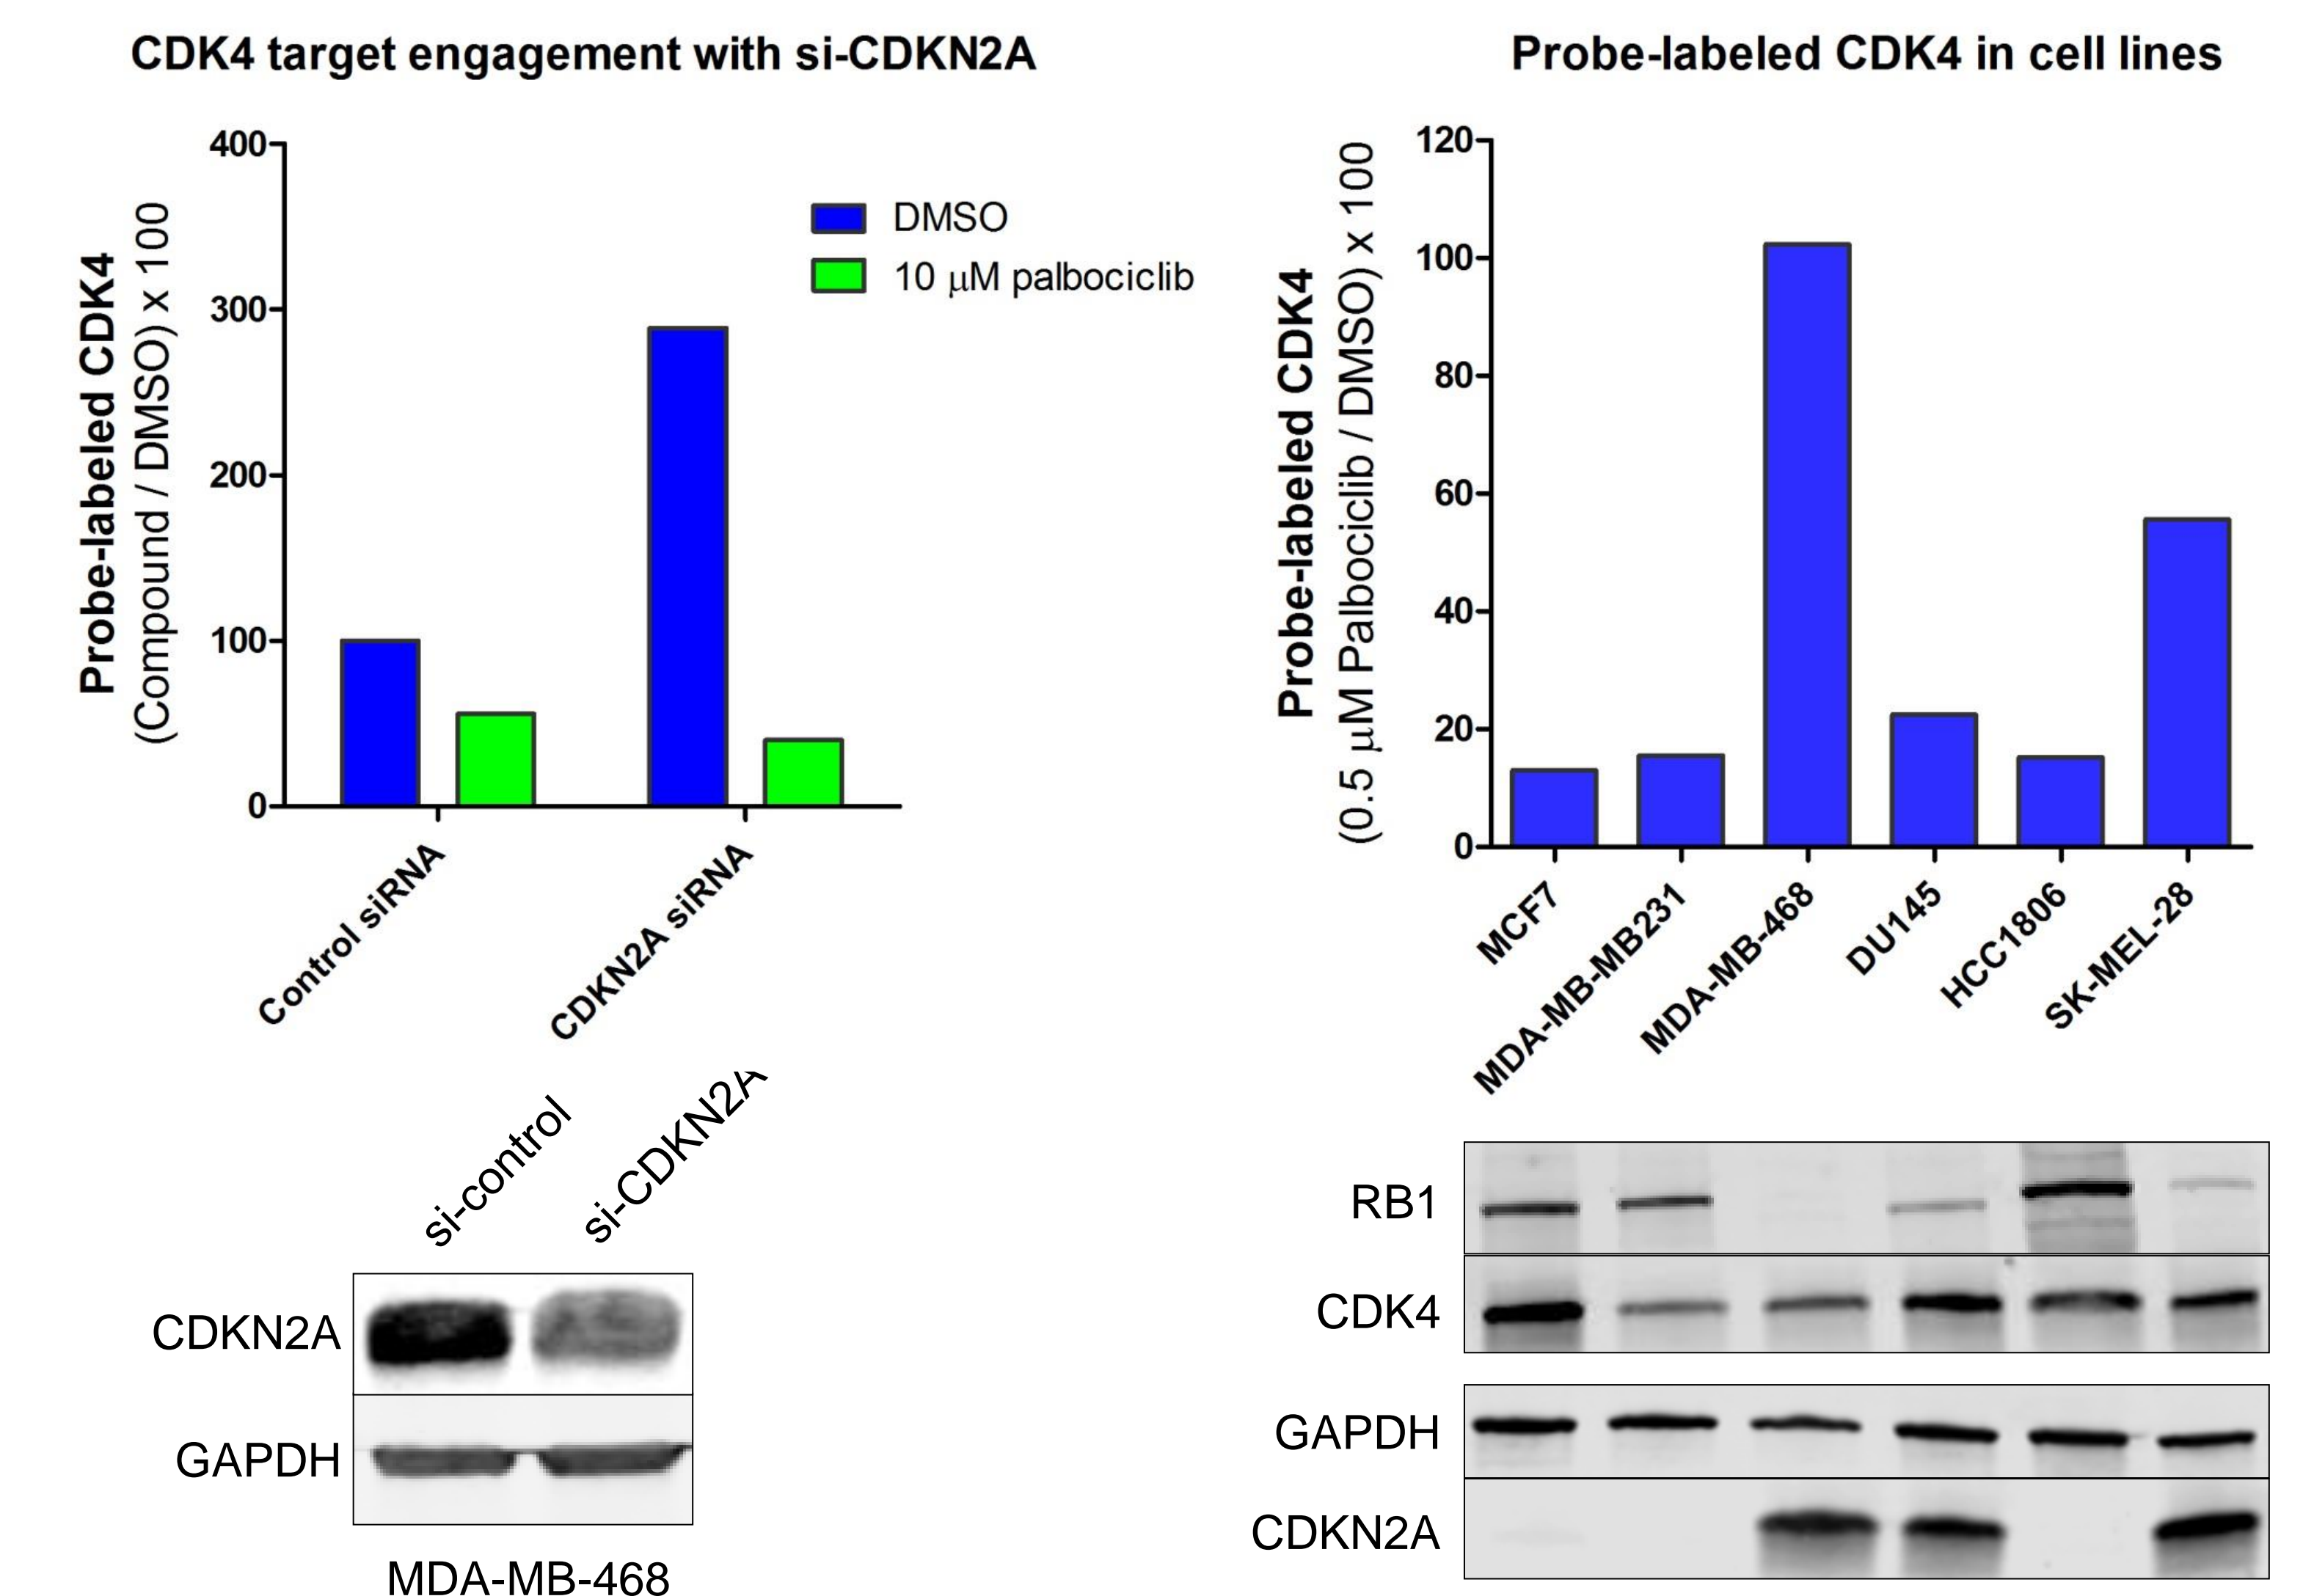 CDK4 target engagement with si-CDKN2A
Probe-labeled CDK4
(Compound / DMSO) x 100
400
300
200
100
0
DMSO
10 μM palbociclib
Control siRNA
CDKN2A siRNA
si-control
si-CDKN2A
CDKN2A
GAPDH
MDA-MB-468
Probe-labeled CDK4 in cell lines
Probe-labeled CDK4
(0.5 μM Palbociclib / DMSO) x 100
120
100
80
60
40
20
0
MCF7
MDA-MB-MB231
MDA-MB-468
DU145
HCC1806
SK-MEL-28
RB1
CDK4
GAPDH
CDKN2A